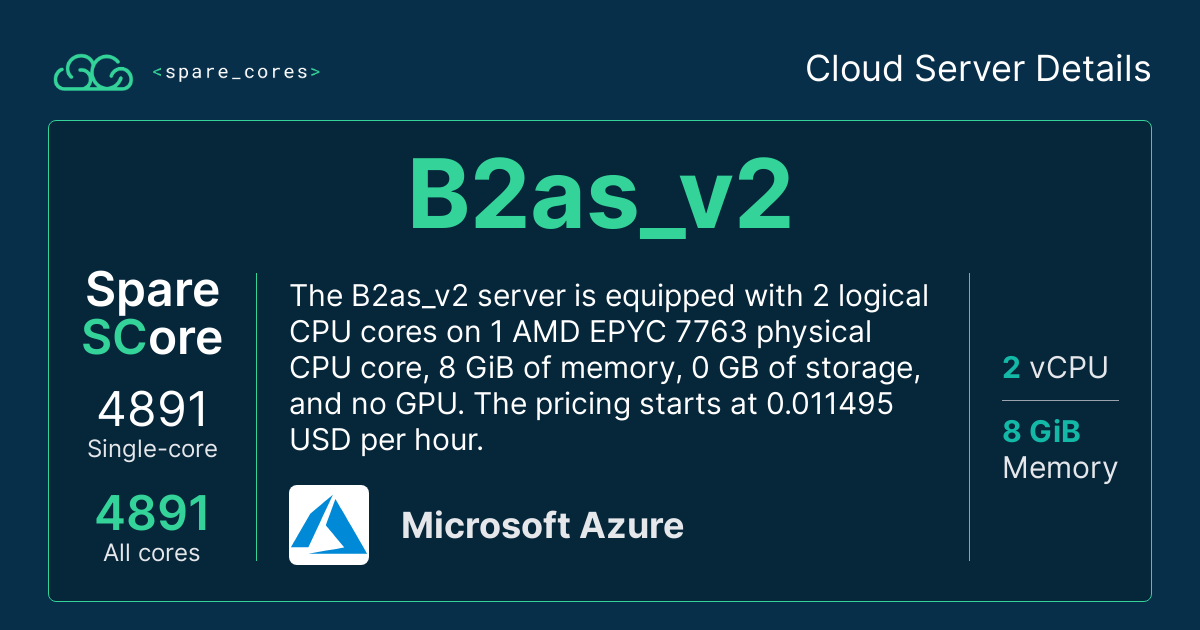 <spare_cores>
Cloud Server Details
B2as_v2
Spare
SCore
4891
Single-core
4891
All cores
The B2as_v2 server is equipped with 2 logical
CPU cores on 1 AMD EPYC 7763 physical
CPU core, 8 GiB of memory, 0 GB of storage,
and no GPU. The pricing starts at 0.011495
USD per hour.
Microsoft Azure
2 vCPU
8 GiB
Memory